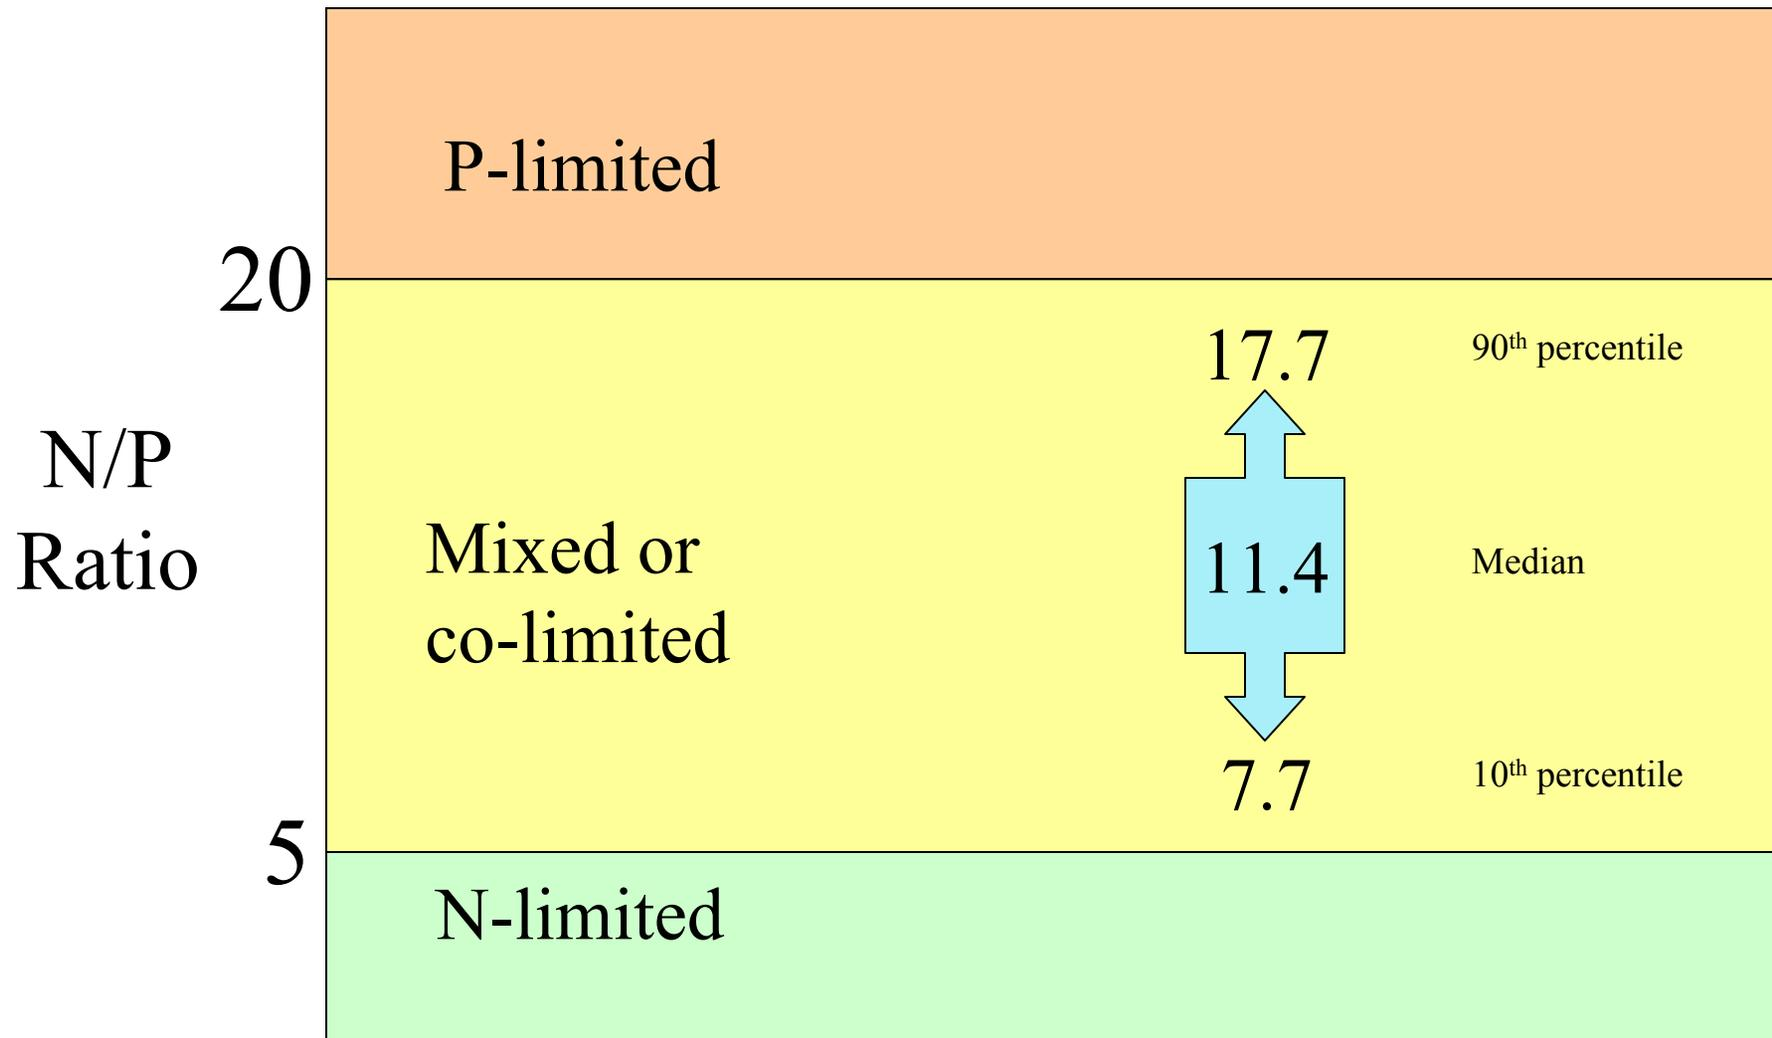 P-limited
20
17.7 90th percentile
N/P
Ratio
Mixed or
co-limited
11.4 Median
7.7 10th percentile
5
N-limited